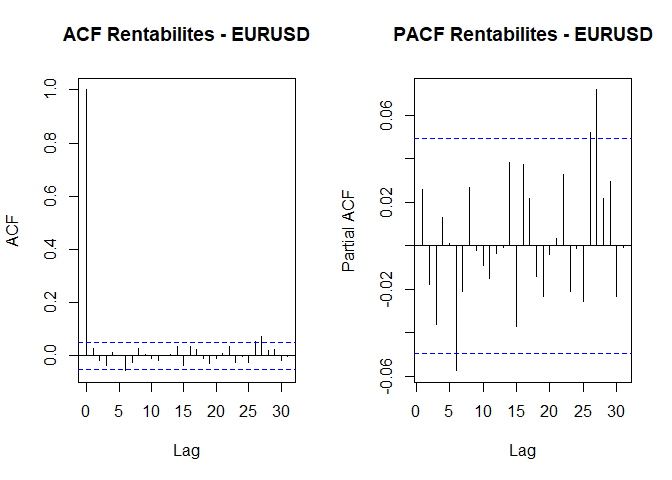 ACF Rentabilites - EURUSD
1.0
0.8
0.6
0.4
0.2
0.0
ACF
0 5 10 15 20 25 30
Lag
PACF Rentabilites - EURUSD
0.06
0.02
-0.02
-0.06
Partial ACF
0 5 10 15 20 25 30
Lag